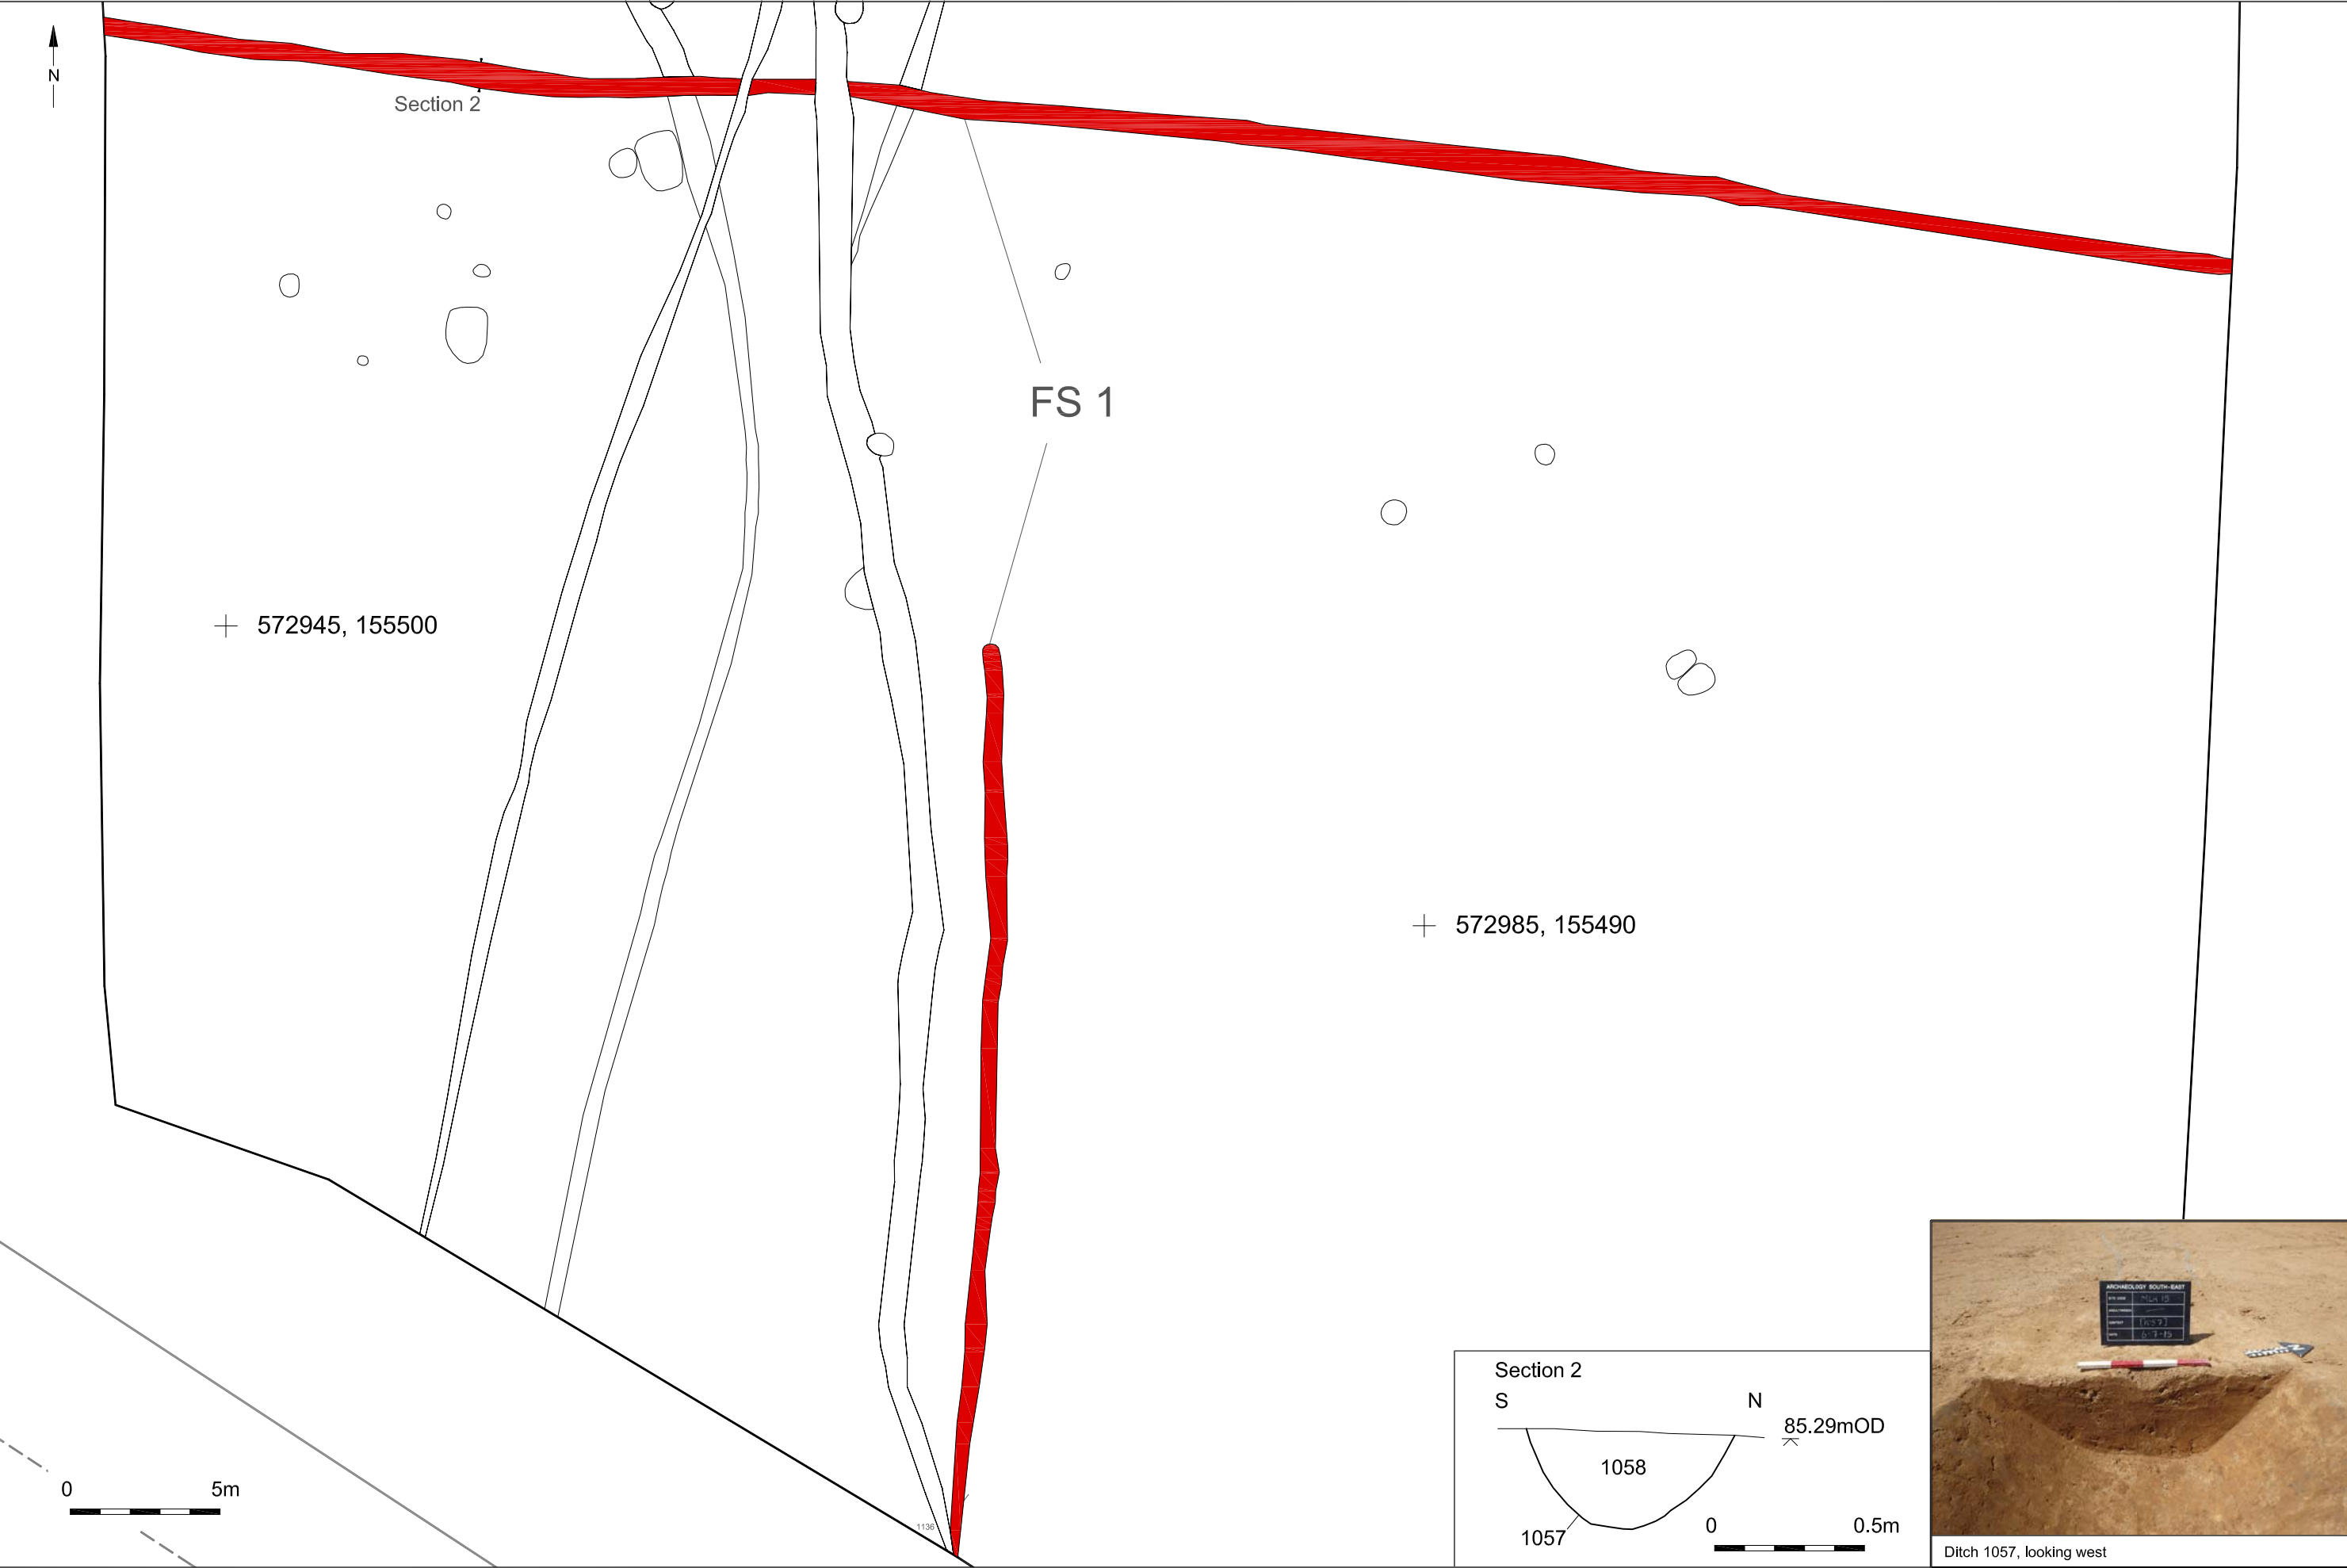 N
Section 2
FS 1
572945, 155500
572985, 155490
0 5m
1136
Section 2
S N
85.29mOD
1058
1057
0 0.5m
ARCHAEOLOGY SOUTH-EAST
Ditch 1057, looking west